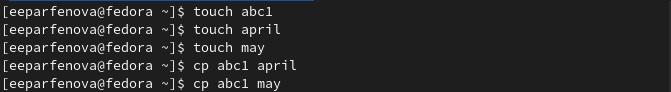 [eeparfenova@fedora ~]$ touch abc1
[eeparfenova@fedora ~]$ touch april
[eeparfenova@fedora ~]$ touch may
[eeparfenova@fedora ~]$ cp abc1 april
[eeparfenova@fedora ~]$ cp abc1 may